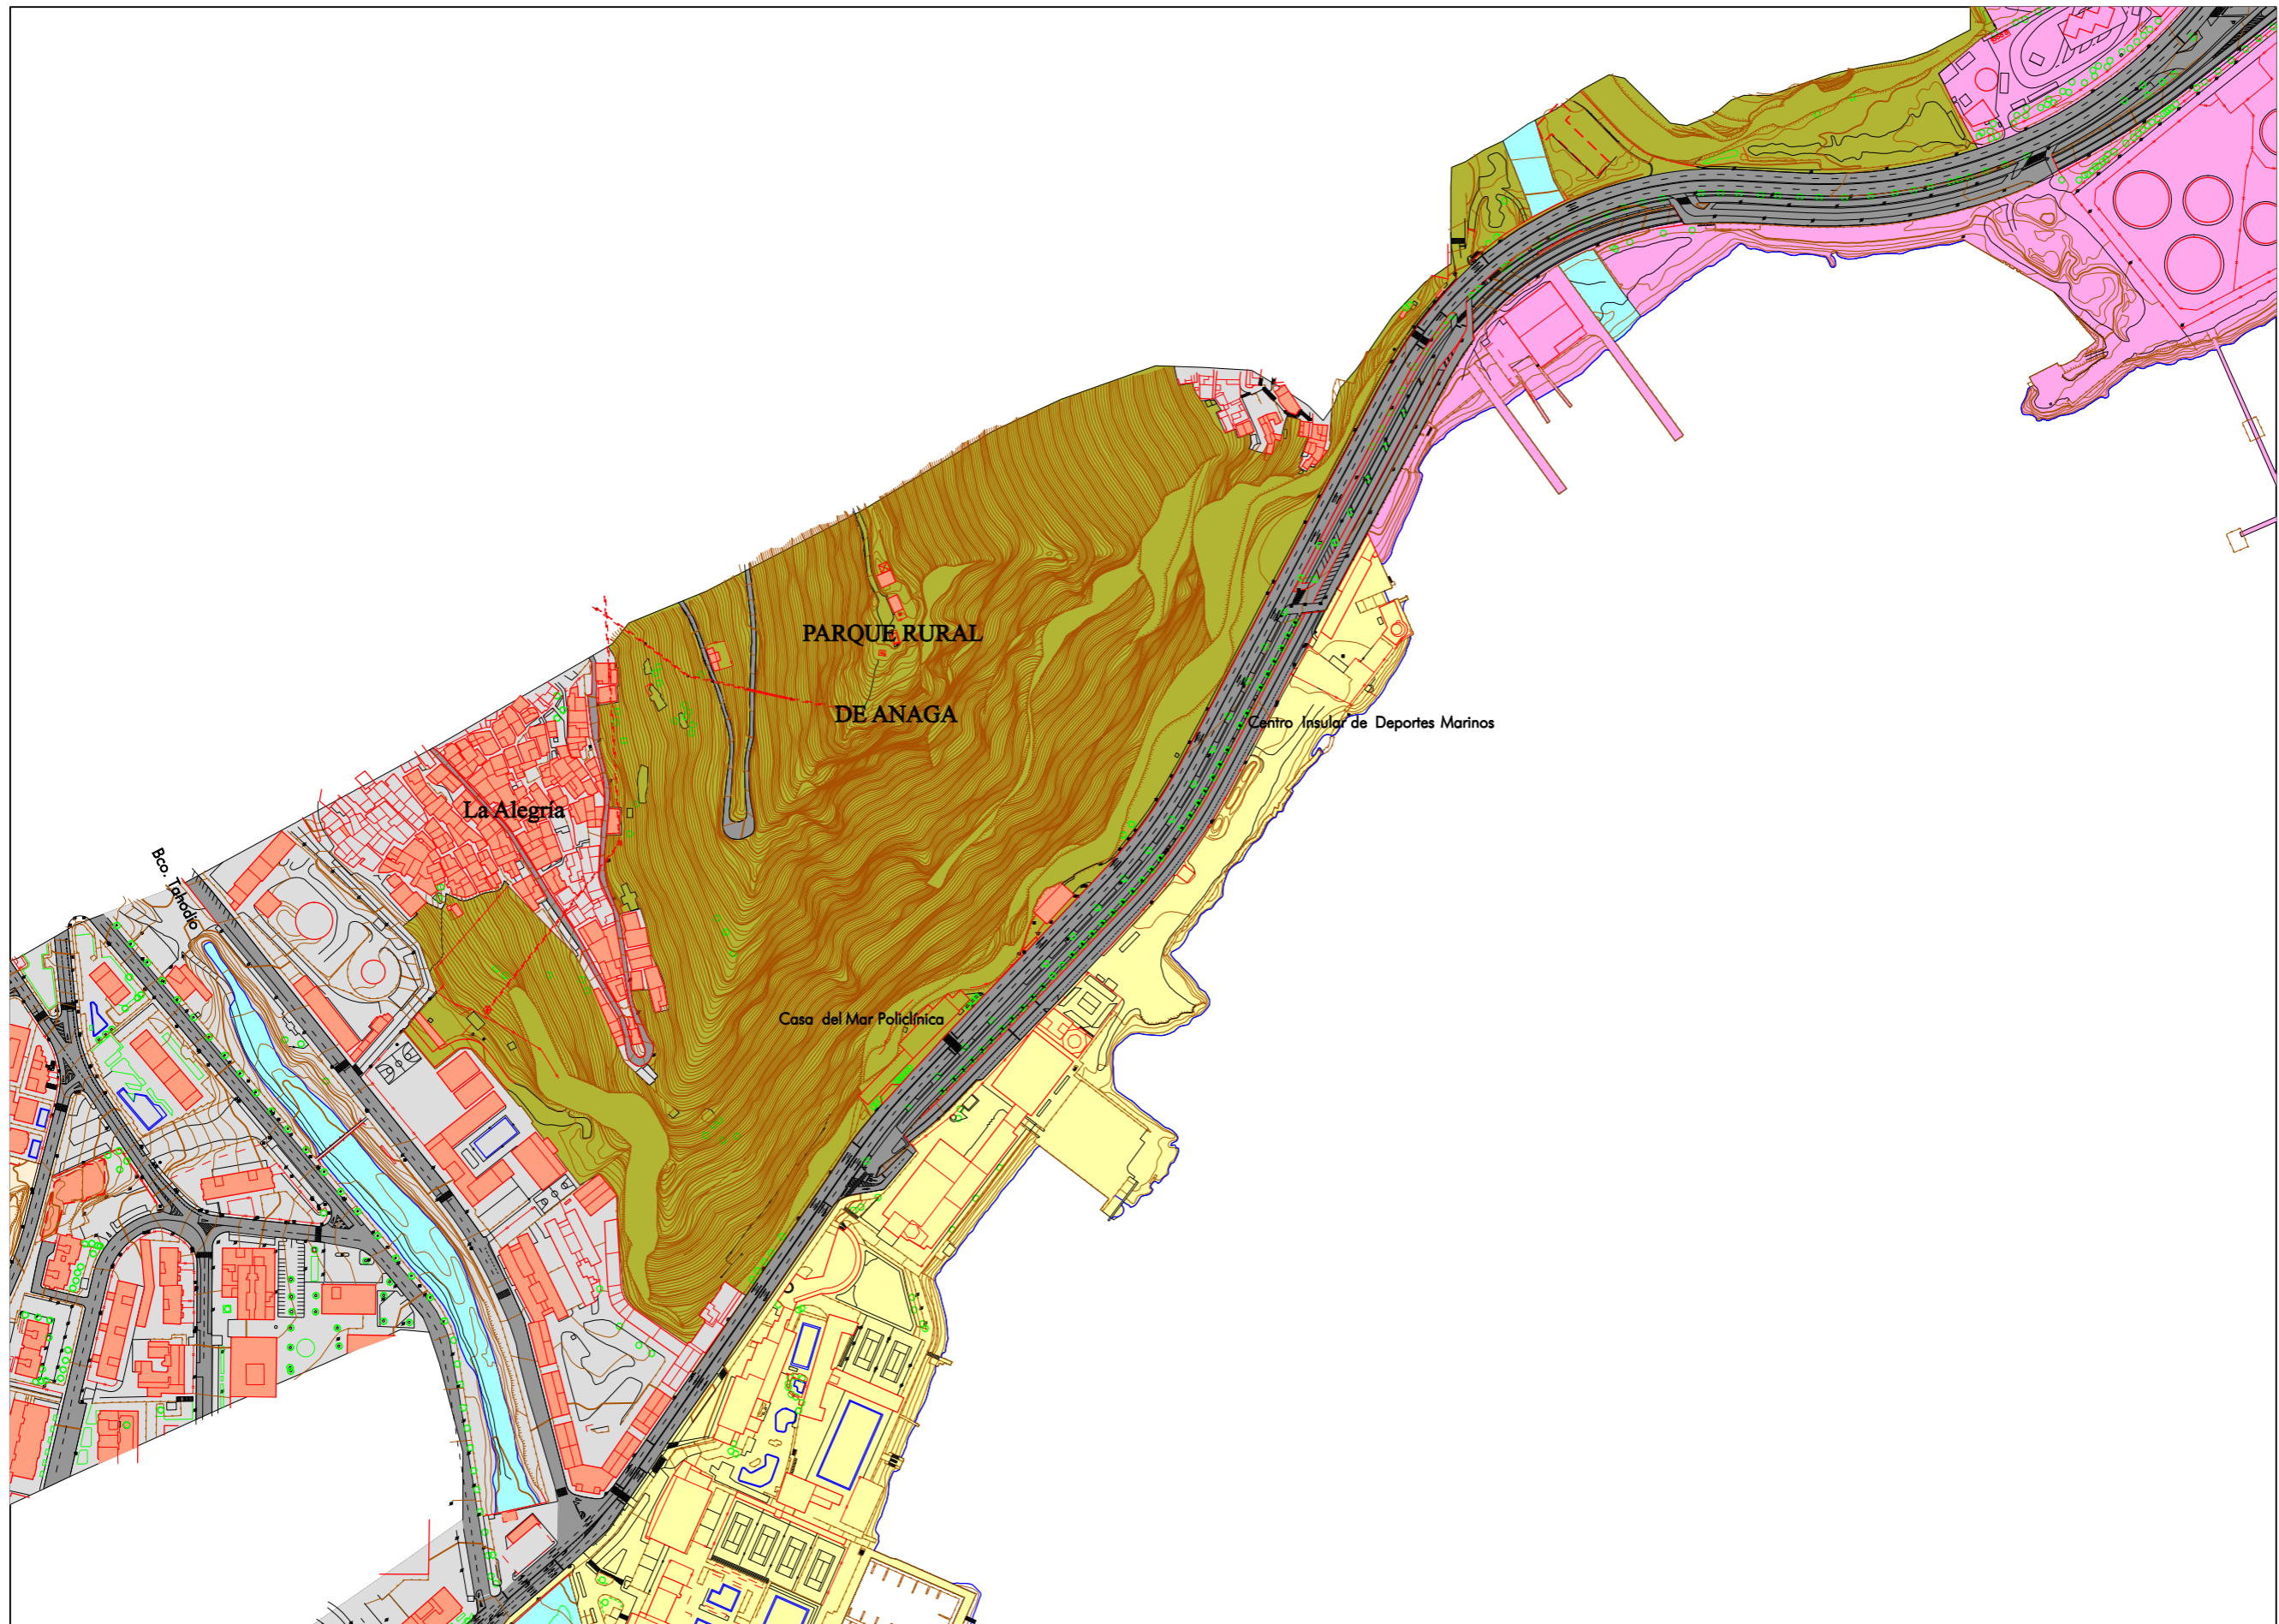 PARQUE RURAL
DE ANAGA
Centro Insular de Deportes Marinos
La Alegría
Bco. Tahodio
Casa del Mar Policlínica